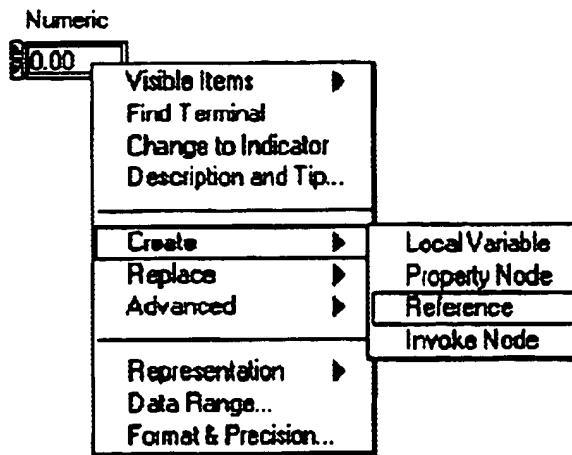 Numeric
0.00
Visible Items
Find Terminal
Change to Indicator
Description and Tip...
Create
Replace
Advanced
Representation
Data Range...
Format & Precision...
Local Variable
Property Node
Reference
Invoke Node